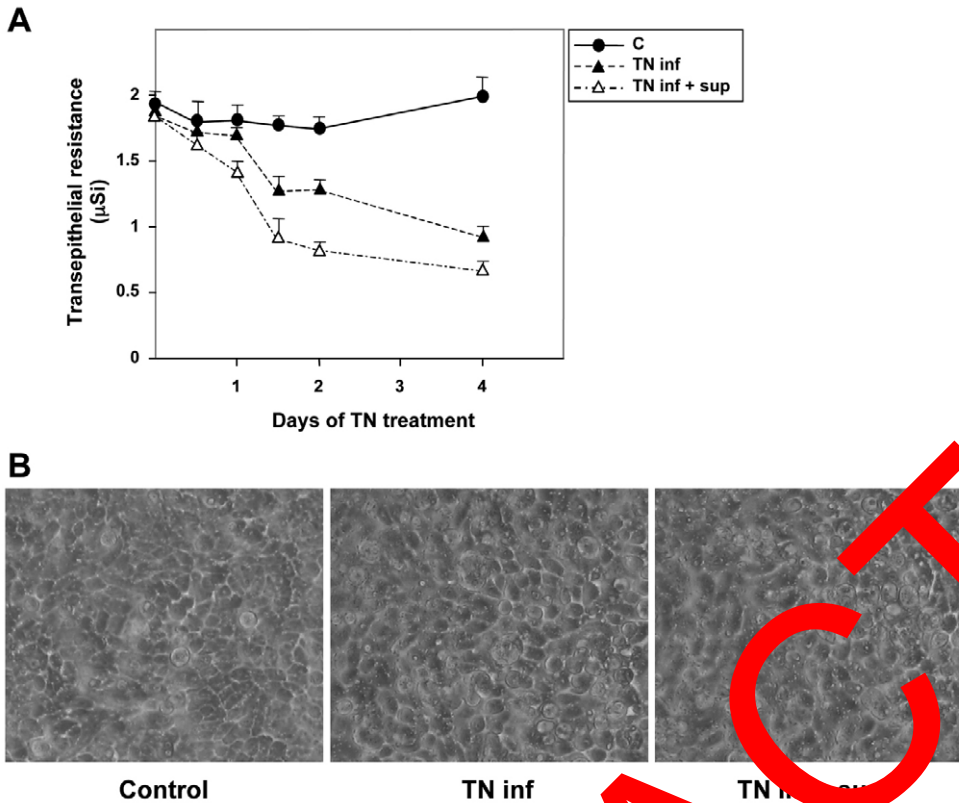 A
C
TN inf
TN inf + sup
Transepithelial resistance
(µSi)
2
1.5
1
0.5
0
1 2 3 4
Days of TN treatment
B
Control TN inf TN
CT